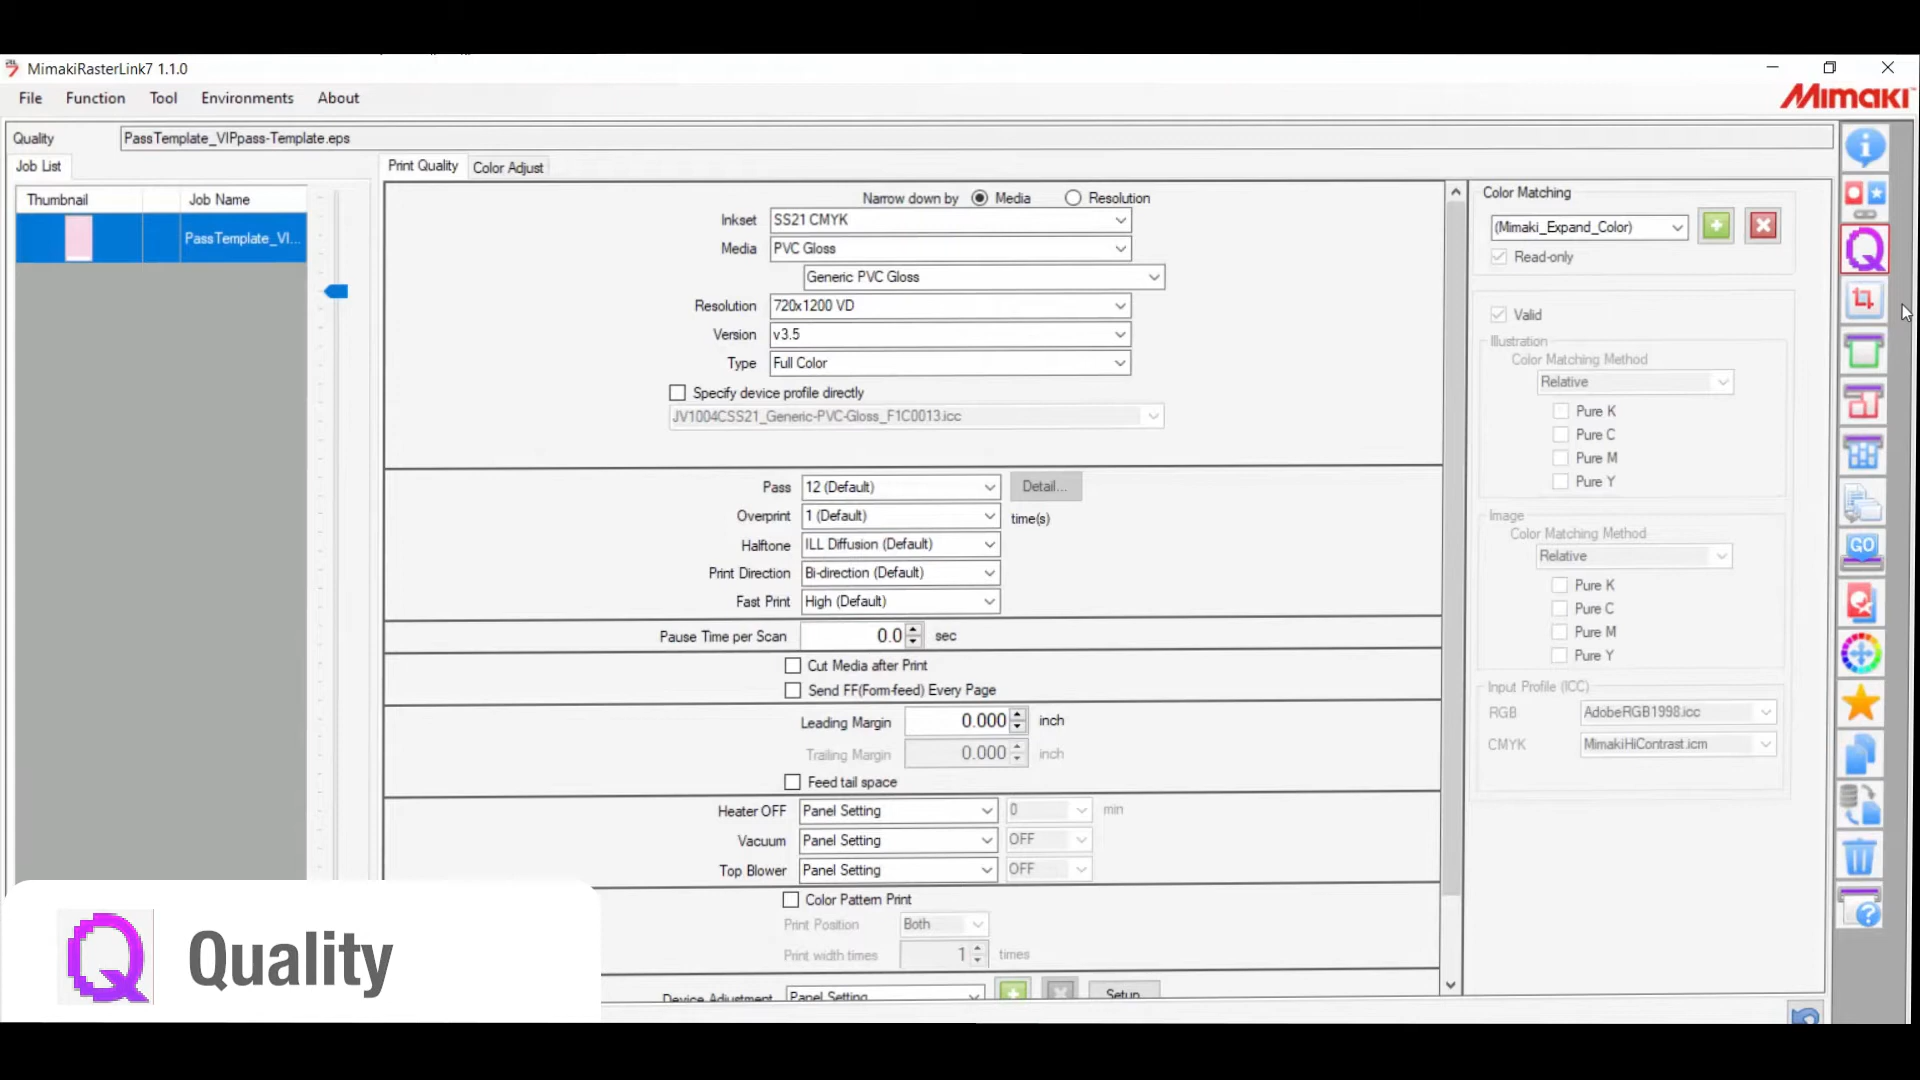 MimakiRasterLink7 1.1.0
File Function Tool Environments About
Mimaki
Quality PassTemplate_VIPpass-Template.eps
Job List
Thumbnail Job Name
PassTemplate_VI...
Print Quality Color Adjust
Narrow down by Media Resolution
Inkset SS21 CMYK
Media PVC Gloss
Generic PVC Gloss
Resolution 720x1200 VD
Version v3.5
Type Full Color
Specify device profile directly
JV1004CSS21_Generic-PVC-Gloss_F1C0013.icc
Pass 12 (Default) Detail...
Overprint 1 (Default) time(s)
Halftone ILL Diffusion (Default)
Print Direction Bi-direction (Default)
Fast Print High (Default)
Pause Time per Scan 0.0 sec
Cut Media after Print
Send FF(Form-feed) Every Page
Leading Margin 0.000 inch
Trailing Margin 0.000 inch
Feed tail space
Heater OFF Panel Setting 0 min
Vacuum Panel Setting OFF
Top Blower Panel Setting OFF
Color Pattern Print
Print Position Both
Print width times 1 times
Device Adjustment Panel Setting Setup
Color Matching
(Mimaki_Expand_Color)
Read-only
Valid
Illustration
Color Matching Method
Relative
Pure K
Pure C
Pure M
Pure Y
Image
Color Matching Method
Relative
Pure K
Pure C
Pure M
Pure Y
Input Profile (ICC)
RGB AdobeRGB1998.icc
CMYK MimakiHiContrast.icm
Q
GO
Q Quality